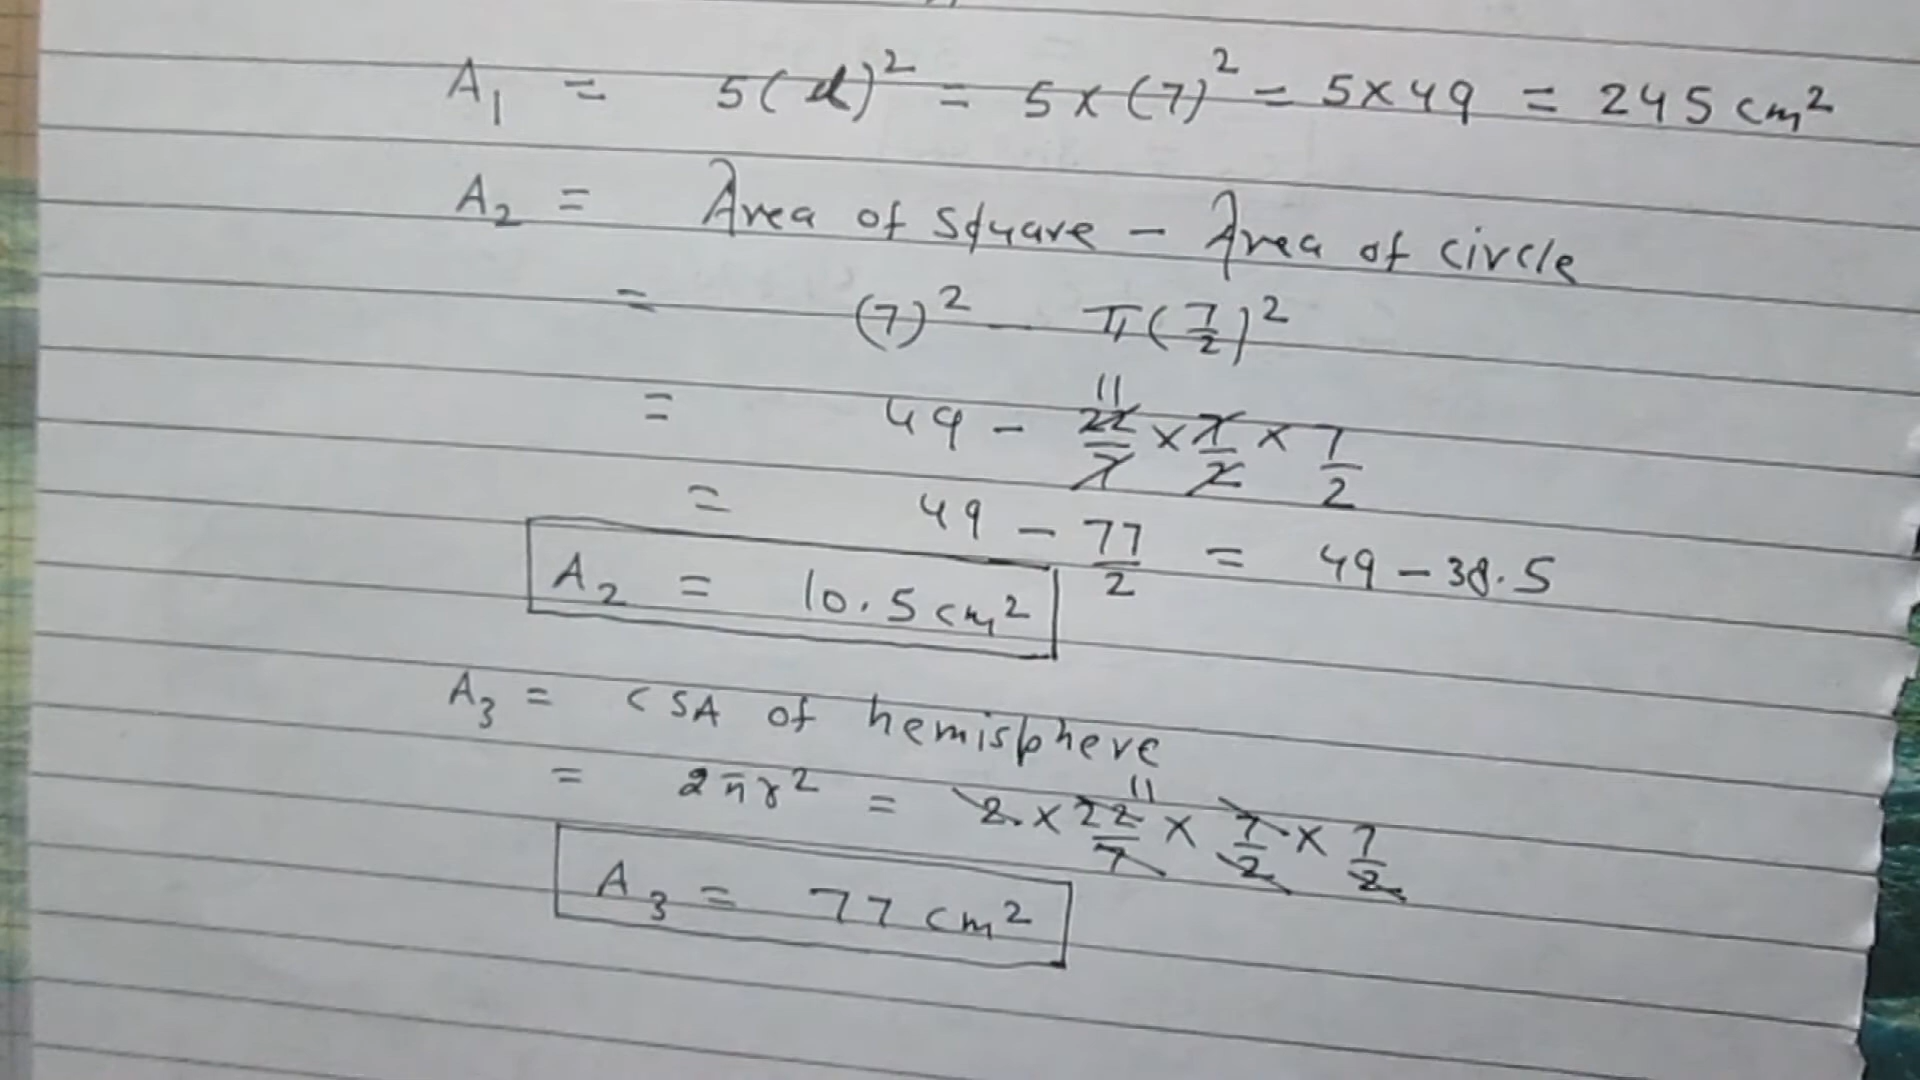 A₁ = 5(d)² = 5×(7)² = 5×49 = 245 cm²
A₂ = Area of square – Area of circle
= (7)² – π(7/2)²
= 49 – 11 22/7 × 7/2 × 7/2
= 49 – 77/2 = 49 – 38.5
A₂ = 10.5 cm²
A₃ = CSA of hemisphere
= 2πr² = 2 × 22/7 11 × 7/2 × 7/2
A₃ = 77 cm²